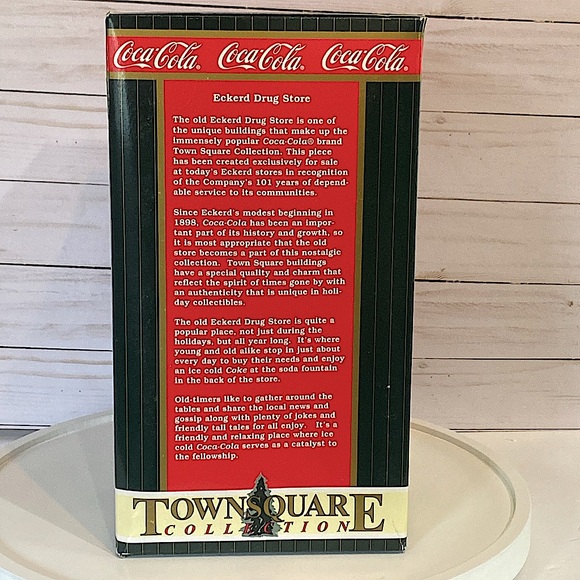 Coca-Cola® Coca-Cola® Coca-Cola®
Eckerd Drug Store
The old Eckerd Drug Store is one of
the unique buildings that make up the
immensely popular Coca-Cola® brand
Town Square Collection. This piece
has been created exclusively for sale
at today's Eckerd stores in recognition
of the Company's 101 years of depend-
able service to its communities.
Since Eckerd's modest beginning in
1898, Coca-Cola has been an impor-
tant part of its history and growth, so
it is most appropriate that the old
store becomes a part of this nostalgic
collection. Town Square buildings
have a special quality and charm that
reflect the spirit of times gone by with
an authenticity that is unique in holi-
day collectibles.
The old Eckerd Drug Store is quite a
popular place, not just during the
holidays, but all year long. It's where
young and old alike stop in just about
every day to buy their needs and enjoy
an ice cold Coke at the soda fountain
in the back of the store.
Old-timers like to gather around the
tables and share the local news and
gossip along with plenty of jokes and
friendly tall tales for all enjoy. It's a
friendly and relaxing place where ice
cold Coca-Cola serves as a catalyst to
the fellowship.
TOWN SQUARE
COLLECTION